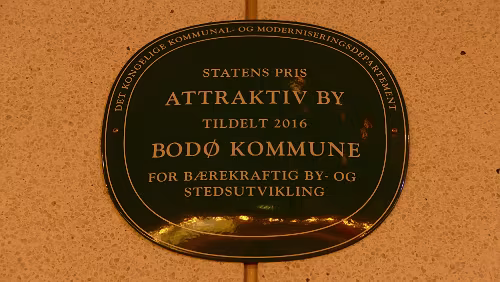 DET KONGELIGE KOMMUNAL- OG MODERNISERINGSDEPARTEMENT
STATENS PRIS
ATTRAKTIV BY
TILDELT 2016
BODØ KOMMUNE
FOR BÆREKRAFTIG BY- OG
STEDSUTVIKLING